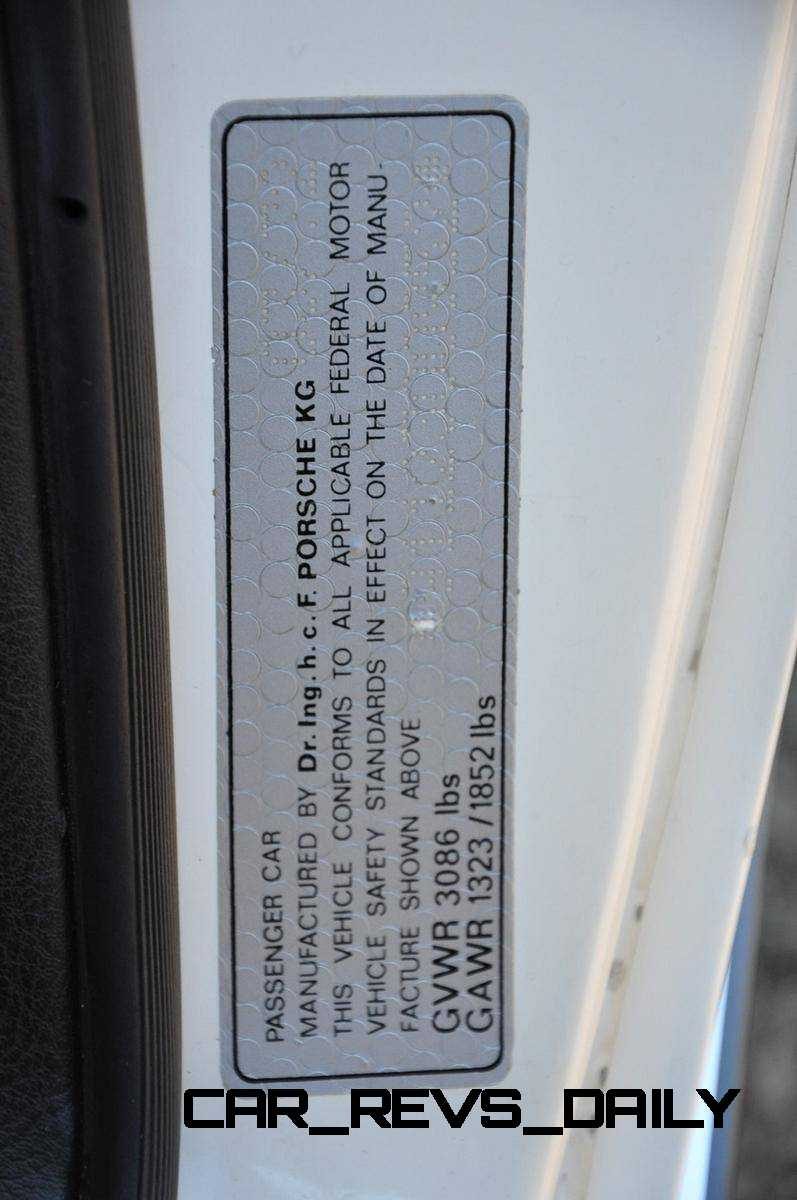 PASSENGER CAR
MANUFACTURED BY Dr. Ing. h. c. F. PORSCHE KG
THIS VEHICLE CONFORMS TO ALL APPLICABLE FEDERAL MOTOR
VEHICLE SAFETY STANDARDS IN EFFECT ON THE DATE OF MANU-
FACTURE SHOWN ABOVE
GVWR 3086 lbs
GAWR 1323 / 1852 lbs
CAR_REVS_DAILY